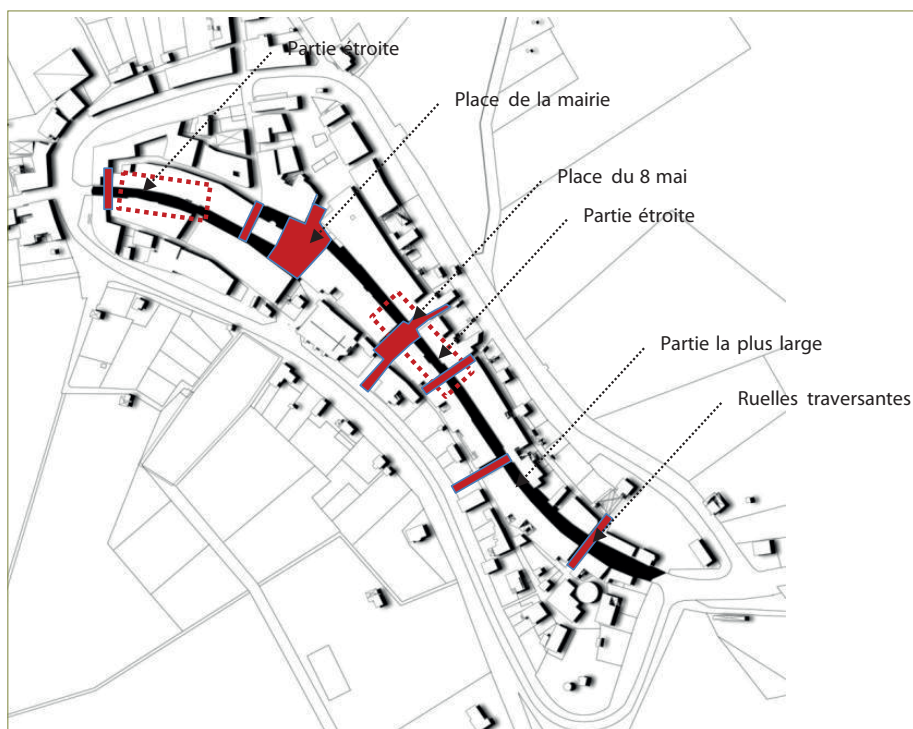 Partie étroite
Place de la mairie
Place du 8 mai
Partie étroite
Partie la plus large
Ruelles traversantes